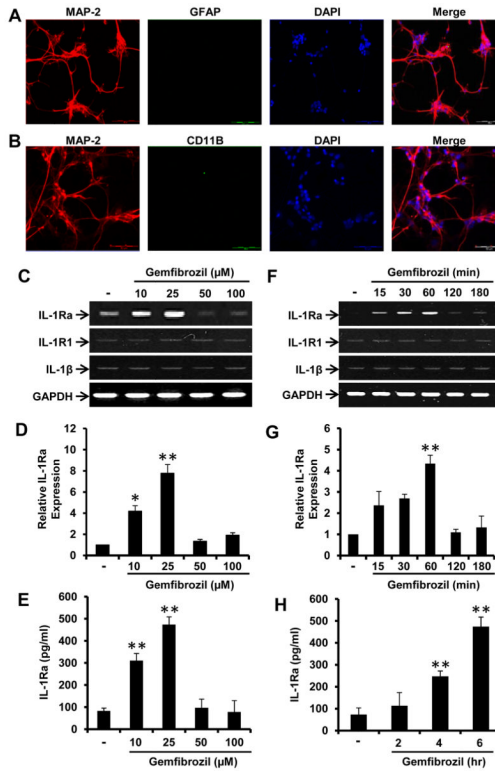 A MAP-2 GFAP DAPI Merge
B MAP-2 CD11B DAPI Merge
C Gemfibrozil (µM)
- 10 25 50 100
IL-1Ra
IL-1R1
IL-1β
GAPDH
F Gemfibrozil (min)
- 15 30 60 120 180
IL-1Ra
IL-1R1
IL-1β
GAPDH
D
Relative IL-1Ra
Expression
12
10
8
6
4
2
0
* **
- 10 25 50 100
Gemfibrozil (µM)
G
Relative IL-1Ra
Expression
6
5
4
3
2
1
0
**
- 15 30 60 120 180
Gemfibrozil (min)
E
IL-1Ra (pg/ml)
600
500
400
300
200
100
0
** **
- 10 25 50 100
Gemfibrozil (µM)
H
IL-1Ra (pg/ml)
600
500
400
300
200
100
0
** **
- 2 4 6
Gemfibrozil (hr)